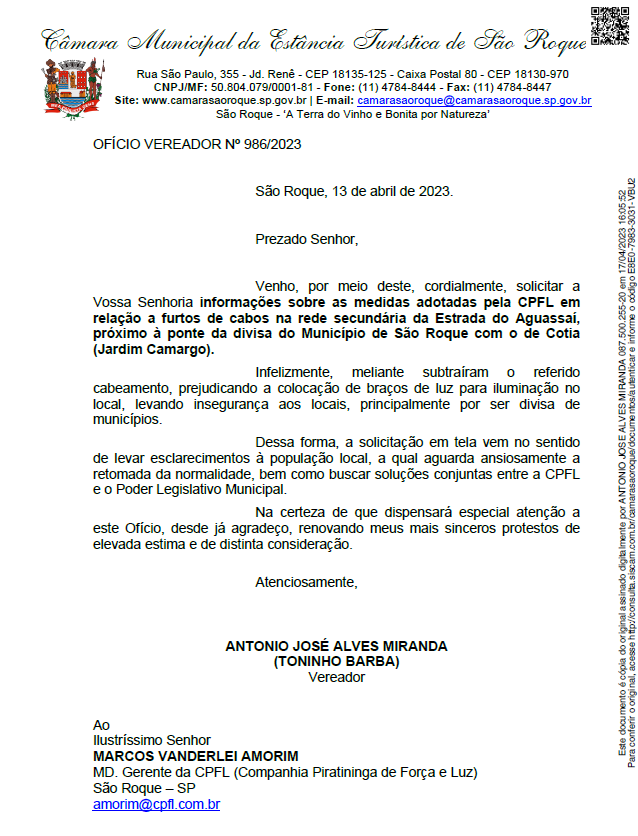 Câmara Municipal da Estância Turística de São Roque
Rua São Paulo, 355 - Jd. Renê - CEP 18135-125 - Caixa Postal 80 - CEP 18130-970
CNPJ/MF: 50.804.079/0001-81 - Fone: (11) 4784-8444 - Fax: (11) 4784-8447
Site: www.camarasaoroque.sp.gov.br | E-mail: camarasaoroque@camarasaoroque.sp.gov.br
São Roque - 'A Terra do Vinho e Bonita por Natureza'
OFÍCIO VEREADOR Nº 986/2023
São Roque, 13 de abril de 2023.
Prezado Senhor,
Venho, por meio deste, cordialmente, solicitar a
Vossa Senhoria informações sobre as medidas adotadas pela CPFL em
relação a furtos de cabos na rede secundária da Estrada do Aguassaí,
próximo à ponte da divisa do Município de São Roque com o de Cotia
(Jardim Camargo).
Infelizmente, meliante subtraíram o referido
cabeamento, prejudicando a colocação de braços de luz para iluminação no
local, levando insegurança aos locais, principalmente por ser divisa de
municípios.
Dessa forma, a solicitação em tela vem no sentido
de levar esclarecimentos à população local, a qual aguarda ansiosamente a
retomada da normalidade, bem como buscar soluções conjuntas entre a CPFL
e o Poder Legislativo Municipal.
Na certeza de que dispensará especial atenção a
este Ofício, desde já agradeço, renovando meus mais sinceros protestos de
elevada estima e de distinta consideração.
Atenciosamente,
ANTONIO JOSÉ ALVES MIRANDA
(TONINHO BARBA)
Vereador
Ao
Ilustríssimo Senhor
MARCOS VANDERLEI AMORIM
MD. Gerente da CPFL (Companhia Piratininga de Força e Luz)
São Roque – SP
amorim@cpfl.com.br
Este documento é cópia do original assinado digitalmente por ANTONIO JOSE ALVES MIRANDA 087.500.255-20 em 17/04/2023 16:05:52
Para conferir o original, acesse http://consulta.siscam.com.br/camarasaoroque/documentos/autenticar e informe o código E8E0-7983-3031-VBU2